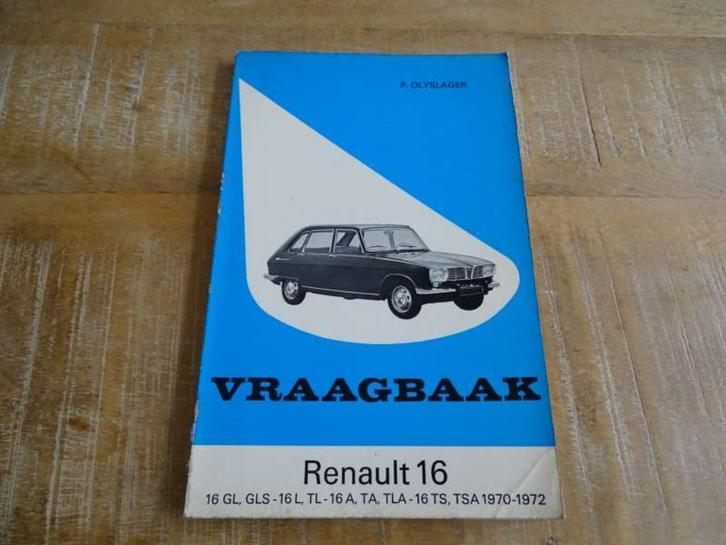 P. OLYSLAGER
VRAAGBAAK
Renault 16
16 GL, GLS - 16 L, TL - 16 A, TA, TLA - 16 TS, TSA 1970-1972